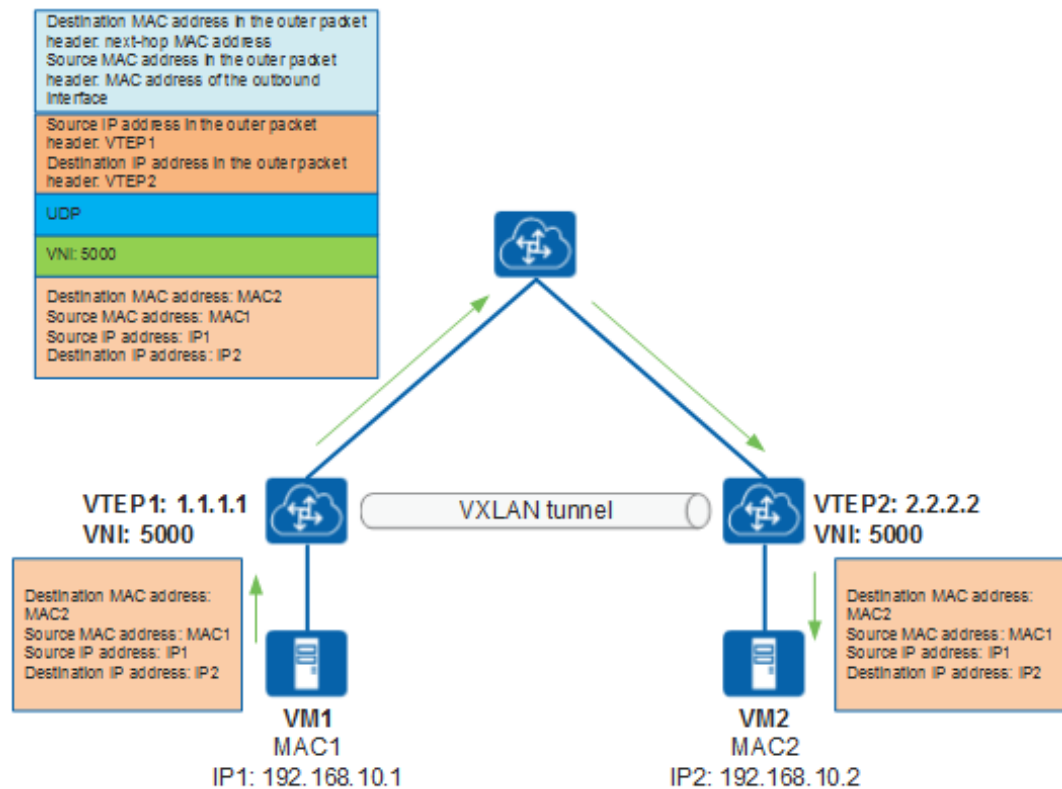 Destination MAC address in the outer packet
header: next-hop MAC address
Source MAC address in the outer packet
header: MAC address of the outbound
Interface
Source IP address in the outer packet
header: VTEP1
Destination IP address in the outer packet
header: VTEP2
UDP
VNI: 5000
Destination MAC address: MAC2
Source MAC address: MAC1
Source IP address: IP1
Destination IP address: IP2
VTEP1: 1.1.1.1
VNI: 5000
VXLAN tunnel
VTEP2: 2.2.2.2
VNI: 5000
Destination MAC address:
MAC2
Source MAC address: MAC1
Source IP address: IP1
Destination IP address: IP2
Destination MAC address:
MAC2
Source MAC address: MAC1
Source IP address: IP1
Destination IP address: IP2
VM1
MAC1
IP1: 192.168.10.1
VM2
MAC2
IP2: 192.168.10.2